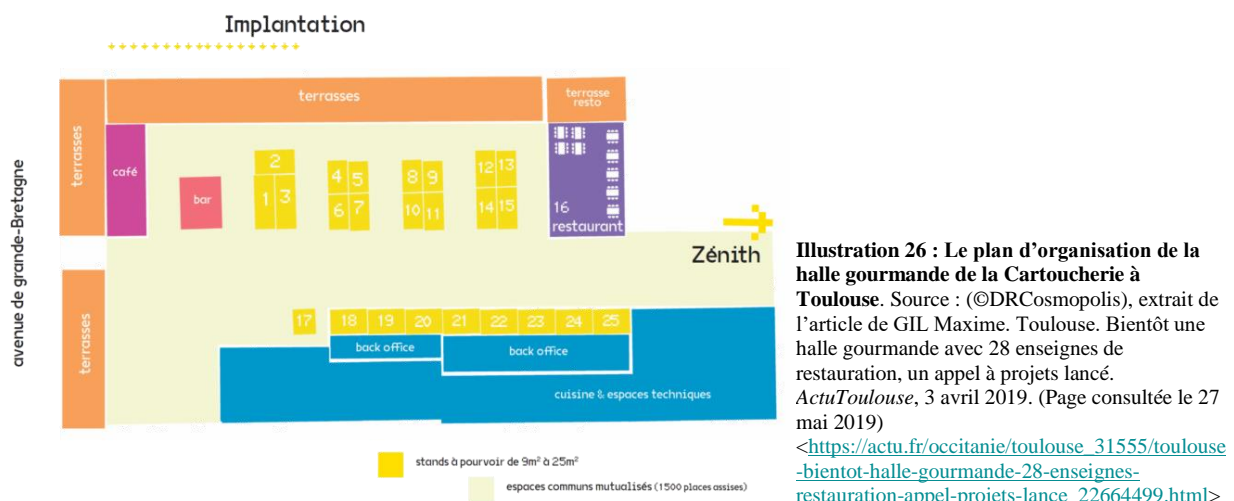 Implantation
terrasses
terrasse
resto
terrasses
café
bar
2
1 3
4 5
6 7
8 9
10 11
12 13
14 15
16
restaurant
avenue de grande-Bretagne
Zénith
terrasses
17 18 19 20 21 22 23 24 25
back office
back office
cuisine & espaces techniques
stands à pourvoir de 9m² à 25m²
espaces communs mutualisés (1500 places assises)
Illustration 26 : Le plan d'organisation de la
halle gourmande de la Cartoucherie à
Toulouse. Source : (©DRCosmopolis), extrait de
l'article de GIL Maxime. Toulouse. Bientôt une
halle gourmande avec 28 enseignes de
restauration, un appel à projets lancé.
ActuToulouse, 3 avril 2019. (Page consultée le 27
mai 2019)
<https://actu.fr/occitanie/toulouse_31555/toulouse
-bientot-halle-gourmande-28-enseignes-
restauration-appel-projets-lance_22664499.html>